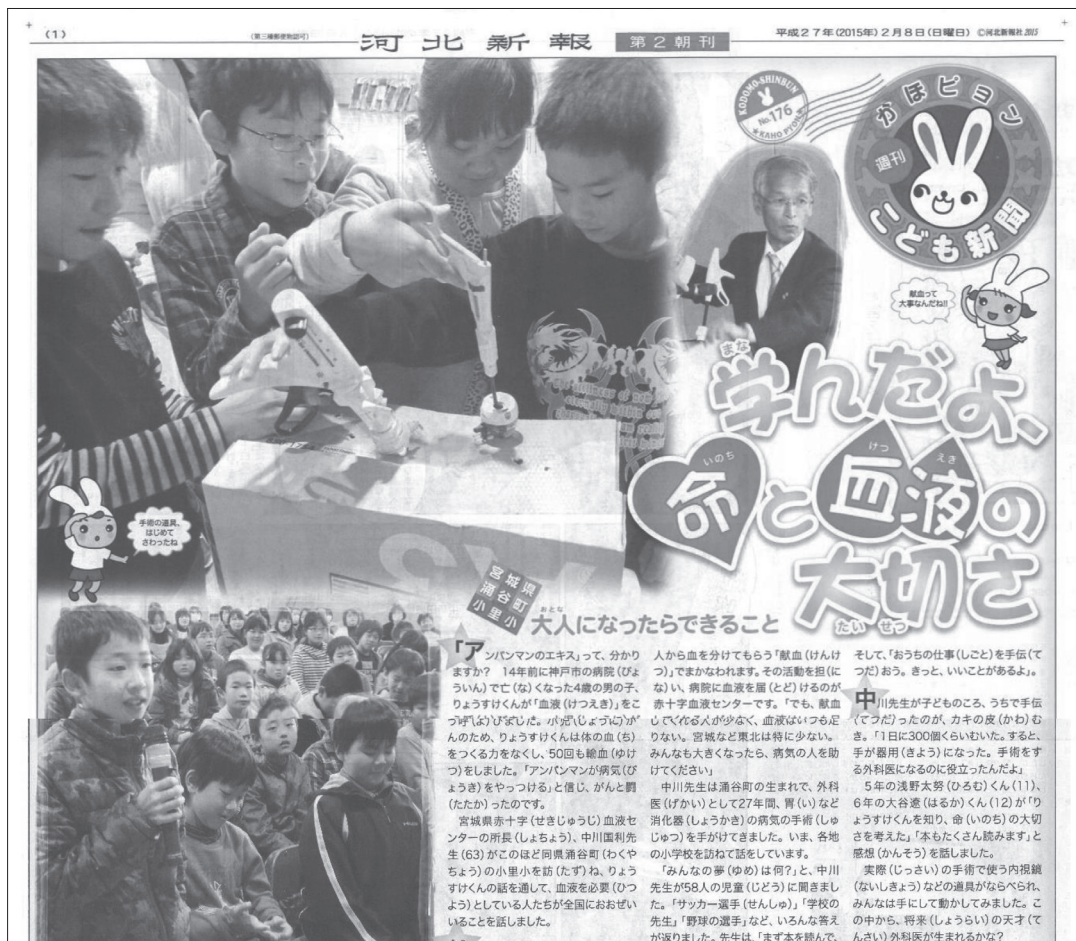 (1)
(第三種郵便物認可)
河北新報
第2朝刊
平成27年(2015年)2月8日(日曜日) ©河北新報社2015
KODOMO-SHINBUN
No.176
★KAHO PYON★
かほピョン
週刊
こども新聞
献血って
大事なんだね!!
まな
学んだよ、
いのち けつ えき
命と血液の
大切さ
たい せつ
手術の道具、
はじめて
さわったね
宮城県
涌谷町
小里小
おとな
大人になったらできること
「アンパンマンのエキス」って、分かり
ますか? 14年前に神戸市の病院(びょ
ういん)で亡(な)くなった4歳の男の子、
りょうすけくんが「血液(けつえき)」をこ
う呼(よ)びました。小児(しょうに)が
んのため、りょうすけくんは体の血(ち)
をつくる力をなくし、50回も輸血(ゆけ
つ)をしました。「アンパンマンが病気(び
ょうき)をやっつける」と信じ、がんと闘
(たたか)ったのです。
宮城県赤十字(せきじゅうじ)血液セ
ンターの所長(しょちょう)、中川国利先
生(63)がこのほど同県涌谷町(わくや
ちょう)の小里小を訪(たず)ね、りょう
すけくんの話を通して、血液を必要(ひつ
よう)としている人たちが全国におおぜい
いることを話しました。
人から血を分けてもらう「献血(けんけ
つ)」でまかなわれます。その活動を担(に
な)い、病院に血液を届(とど)けるのが
赤十字血液センターです。「でも、献血
してくれる人が少なく、血液はいつも足
りない。宮城など東北は特に少ない。
みんなも大きくなったら、病気の人を助
けてください」
中川先生は涌谷町の生まれで、外科
医(げかい)として27年間、胃(い)など
消化器(しょうかき)の病気の手術(しゅ
じゅつ)を手がけてきました。いま、各地
の小学校を訪ねて話をしています。
「みんなの夢(ゆめ)は何?」と、中川
先生が58人の児童(じどう)に聞きまし
た。「サッカー選手(せんしゅ)」「学校の
先生」「野球の選手」など、いろんな答え
が返りました。先生は、「まず本を読んで、
そして、「おうちの仕事(しごと)を手伝(て
つだ)おう。きっと、いいことがあるよ」。
中川先生が子どものころ、うちで手伝
(てつだ)ったのが、カキの皮(かわ)む
き。「1日に300個くらいむいた。すると、
手が器用(きよう)になった。手術をす
る外科医になるのに役立ったんだよ」
5年の浅野太努(ひろむ)くん(11)、
6年の大谷遼(はるか)くん(12)が「り
ょうすけくんを知り、命(いのち)の大切
さを考えた」「本もたくさん読みます」と
感想(かんそう)を話しました。
実際(じっさい)の手術で使う内視鏡
(ないしきょう)などの道具がならべられ、
みんなは手にして動かしてみました。こ
の中から、将来(しょうらい)の天才(て
んさい)外科医が生まれるかな?